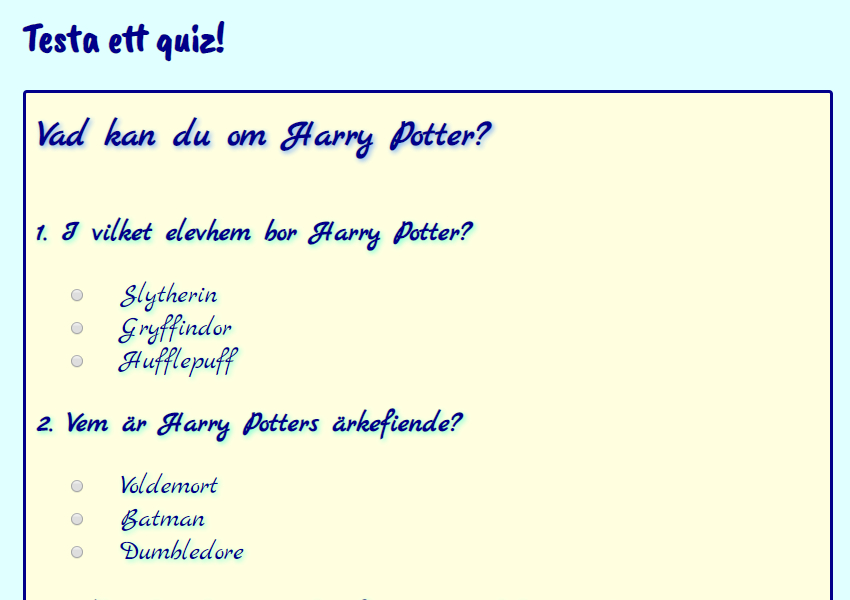 Testa ett quiz!
Vad kan du om Harry Potter?
1. I vilket elevhem bor Harry Potter?
Slytherin
Gryffindor
Hufflepuff
2. Vem är Harry Potters ärkefiende?
Voldemort
Batman
Dumbledore